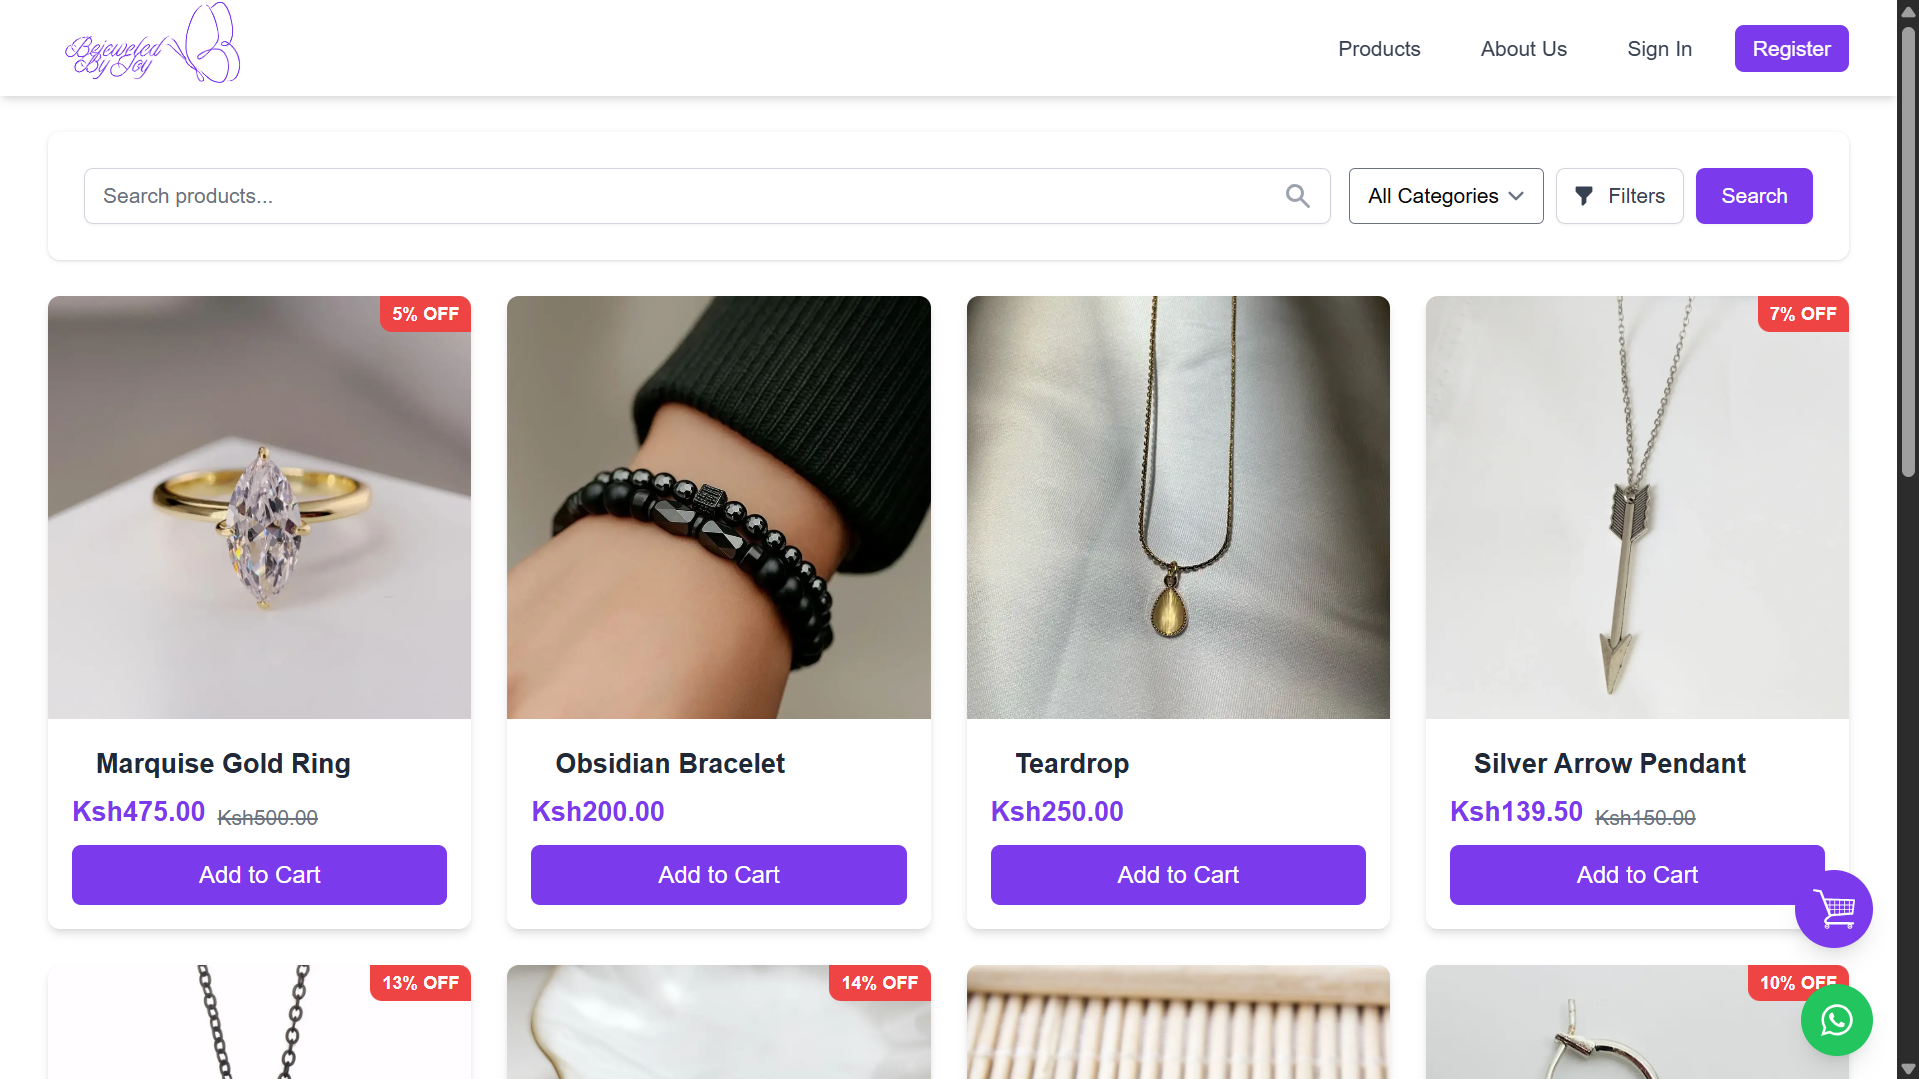 Bejeweled
By Joy
Products
About Us
Sign In
Register
Search products...
All Categories
Filters
Search
5% OFF
7% OFF
Marquise Gold Ring
Ksh475.00 Ksh500.00
Add to Cart
Obsidian Bracelet
Ksh200.00
Add to Cart
Teardrop
Ksh250.00
Add to Cart
Silver Arrow Pendant
Ksh139.50 Ksh150.00
Add to Cart
13% OFF
14% OFF
10% OFF